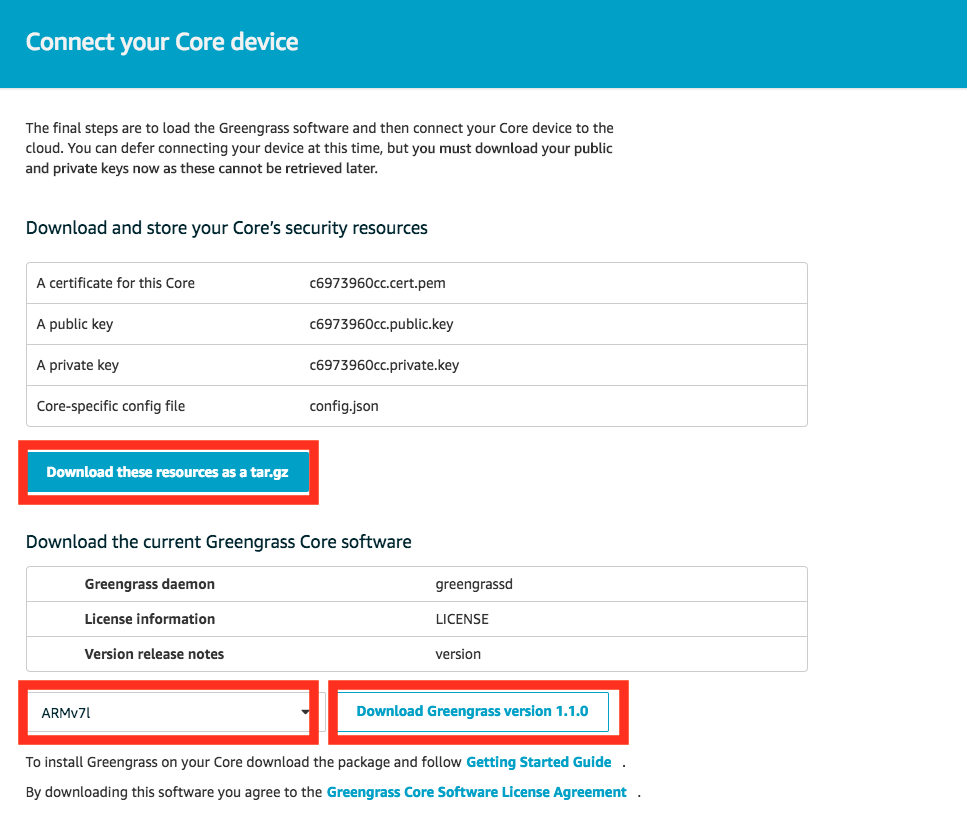 Connect your Core device
The final steps are to load the Greengrass software and then connect your Core device to the
cloud. You can defer connecting your device at this time, but you must download your public
and private keys now as these cannot be retrieved later.
Download and store your Core's security resources
A certificate for this Core c6973960cc.cert.pem
A public key c6973960cc.public.key
A private key c6973960cc.private.key
Core-specific config file config.json
Download these resources as a tar.gz
Download the current Greengrass Core software
Greengrass daemon greengrassd
License information LICENSE
Version release notes version
ARMv7l Download Greengrass version 1.1.0
To install Greengrass on your Core download the package and follow Getting Started Guide .
By downloading this software you agree to the Greengrass Core Software License Agreement .